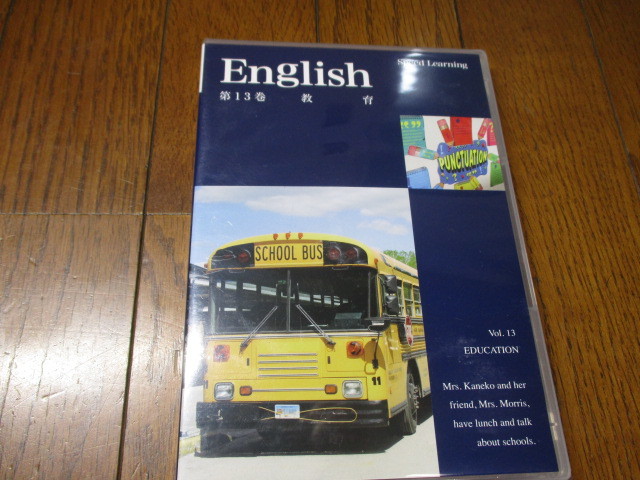 English
Speed Learning
第13巻 教育
PUNCTUATION
SCHOOL BUS
11
Vol. 13
EDUCATION
Mrs. Kaneko and her
friend, Mrs. Morris,
have lunch and talk
about schools.